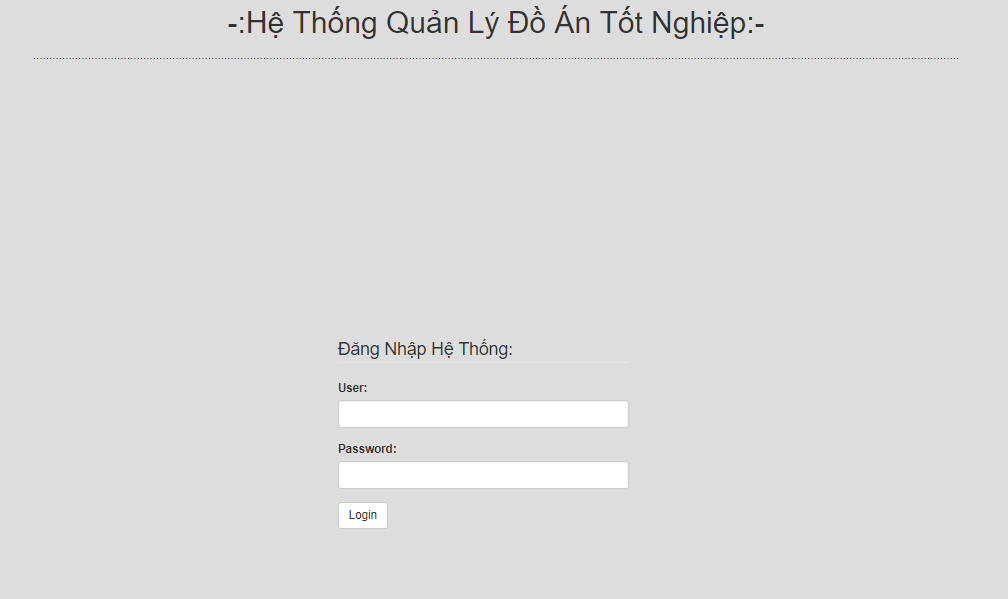 -:Hệ Thống Quản Lý Đồ Án Tốt Nghiệp:-
Đăng Nhập Hệ Thống:
User:
Password:
Login